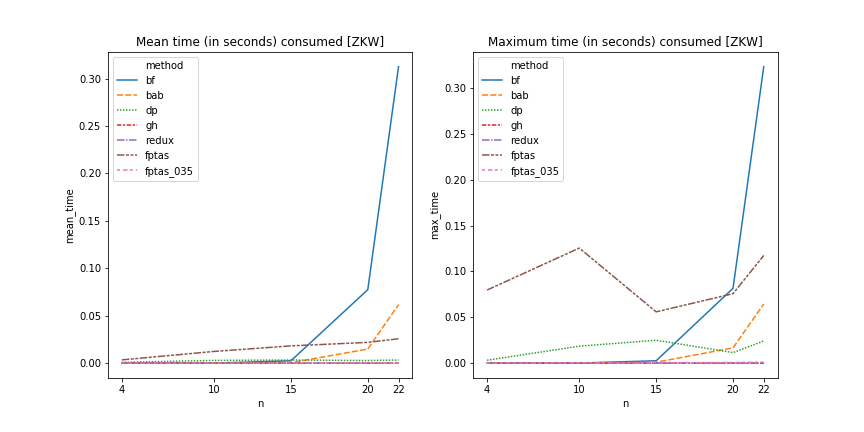 Mean time (in seconds) consumed [ZKW]
mean_time
0.30
0.25
0.20
0.15
0.10
0.05
0.00
method
bf
bab
dp
gh
redux
fptas
fptas_035
4
10
15
20
22
n
Maximum time (in seconds) consumed [ZKW]
max_time
0.30
0.25
0.20
0.15
0.10
0.05
0.00
method
bf
bab
dp
gh
redux
fptas
fptas_035
4
10
15
20
22
n